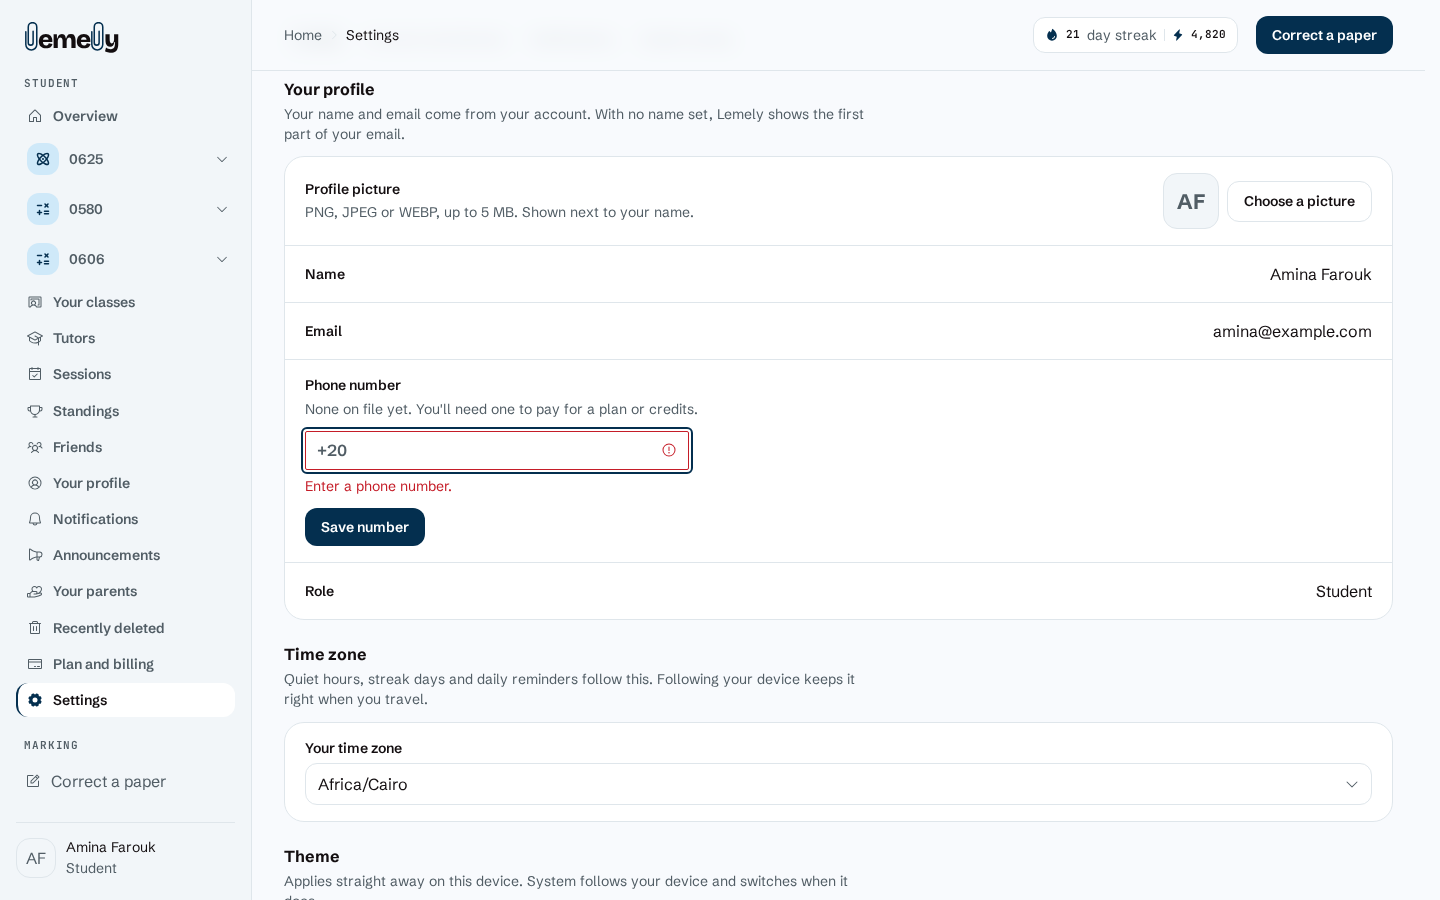 lemely
STUDENT
Overview
0625
0580
0606
Your classes
Tutors
Sessions
Standings
Friends
Your profile
Notifications
Announcements
Your parents
Recently deleted
Plan and billing
Settings
MARKING
Correct a paper
AF
Amina Farouk
Student
Home
Settings
21 day streak
4,820
Correct a paper
Your profile
Your name and email come from your account. With no name set, Lemely shows the first
part of your email.
Profile picture
PNG, JPEG or WEBP, up to 5 MB. Shown next to your name.
AF
Choose a picture
Name
Amina Farouk
Email
amina@example.com
Phone number
None on file yet. You'll need one to pay for a plan or credits.
+20
Enter a phone number.
Save number
Role
Student
Time zone
Quiet hours, streak days and daily reminders follow this. Following your device keeps it
right when you travel.
Your time zone
Africa/Cairo
Theme
Applies straight away on this device. System follows your device and switches when it
does.